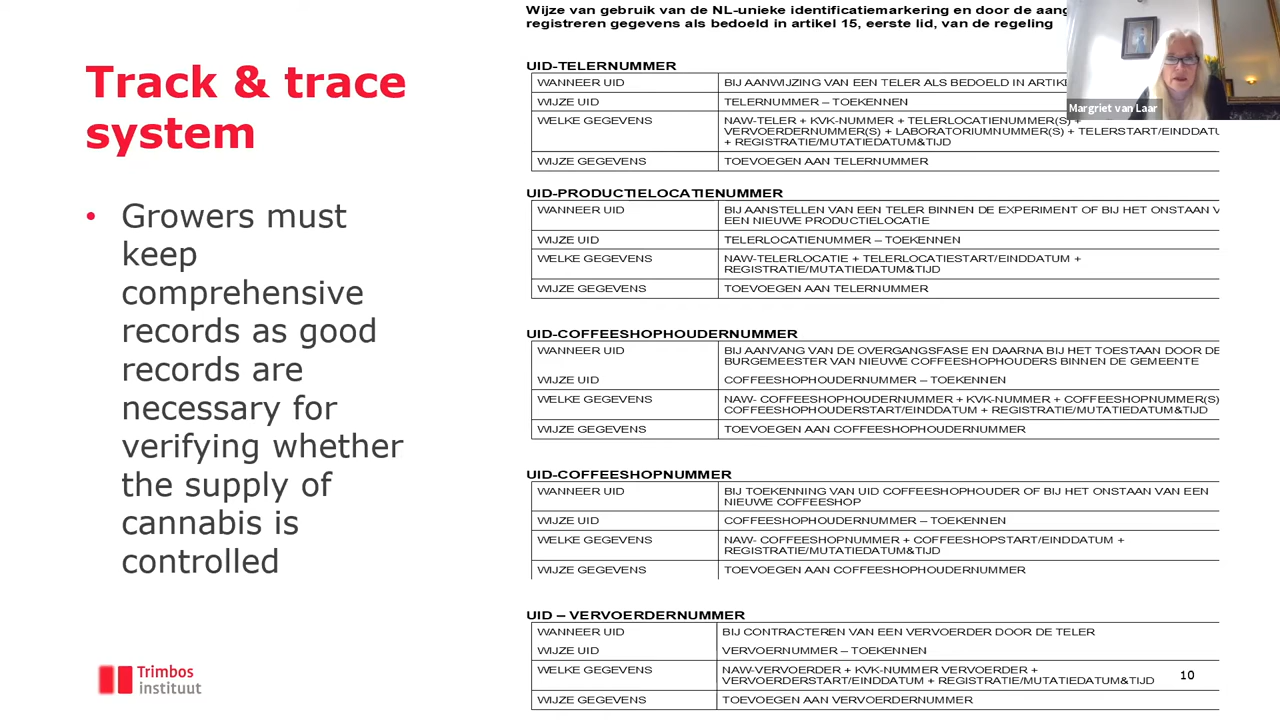 Track & trace
system
• Growers must
keep
comprehensive
records as good
records are
necessary for
verifying whether
the supply of
cannabis is
controlled
Trimbos
instituut
Wijze van gebruik van de NL-unieke identificatiemarkering en door de
registreren gegevens als bedoeld in artikel 15, eerste lid, van de regeling
UID-TELERNUMMER
WANNEER UID BIJ AANWIJZING VAN EEN TELER ALS BEDOELD IN
WIJZE UID TELERNUMMER – TOEKENNEN
WELKE GEGEVENS NAW-TELER + KVK-NUMMER + TELERLOCATIENUMMER(S) +
VERVOERDERNUMMER(S) + LABORATORIUMNUMMER(S) +
+ REGISTRATIE/MUTATIEDATUM&TIJD
WIJZE GEGEVENS TOEVOEGEN AAN TELERNUMMER
UID-PRODUCTIELOCATIENUMMER
WANNEER UID BIJ AANSTELLEN VAN EEN TELER BINNEN DE EXPERIMENT OF BIJ HET ONSTAAN
EEN NIEUWE PRODUCTIELOCATIE
WIJZE UID TELERLOCATIENUMMER – TOEKENNEN
WELKE GEGEVENS NAW-TELERLOCATIE + TELERLOCATIESTART/EINDDATUM +
REGISTRATIE/MUTATIEDATUM&TIJD
WIJZE GEGEVENS TOEVOEGEN AAN TELERNUMMER
UID-COFFEESHOPHOUDERNUMMER
WANNEER UID BIJ AANVANG VAN DE OVERGANGSFASE EN DAARNA BIJ HET TOESTAAN DOOR DE
BURGEMEESTER VAN NIEUWE COFFEESHOPHOUDERS BINNEN DE GEMEENTE
WIJZE UID COFFEESHOPHOUDERNUMMER – TOEKENNEN
WELKE GEGEVENS NAW- COFFEESHOPHOUDERNUMMER + KVK-NUMMER + COFFEESHOPNUMMER(S)
COFFEESHOPHOUDERSTART/EINDDATUM + REGISTRATIE/MUTATIEDATUM&TIJD
WIJZE GEGEVENS TOEVOEGEN AAN COFFEESHOPHOUDERNUMMER
UID-COFFEESHOPNUMMER
WANNEER UID BIJ TOEKENNING VAN UID COFFEESHOPHOUDER OF BIJ HET ONSTAAN VAN EEN
NIEUWE COFFEESHOP
WIJZE UID COFFEESHOPHOUDERNUMMER – TOEKENNEN
WELKE GEGEVENS NAW- COFFEESHOPNUMMER + COFFEESHOPSTART/EINDDATUM +
REGISTRATIE/MUTATIEDATUM&TIJD
WIJZE GEGEVENS TOEVOEGEN AAN COFFEESHOPHOUDERNUMMER
UID – VERVOERDERNUMMER
WANNEER UID BIJ CONTRACTEREN VAN EEN VERVOERDER DOOR DE TELER
WIJZE UID VERVOERNUMMER – TOEKENNEN
WELKE GEGEVENS NAW-VERVOERDER + KVK-NUMMER VERVOERDER +
VERVOERDERSTART/EINDDATUM + REGISTRATIE/MUTATIEDATUM&TIJD
WIJZE GEGEVENS TOEVOEGEN AAN VERVOERDERNUMMER
10
Margriet van Laar